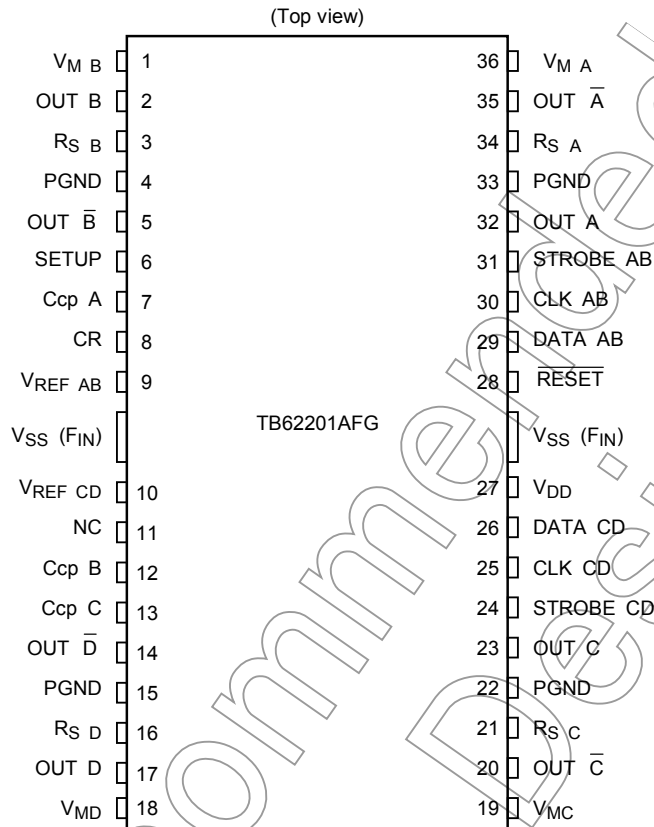 (Top view)
V_M B 1 36 V_M A
OUT B 2 35 OUT A̅
R_S B 3 34 R_S A
PGND 4 33 PGND
OUT B̅ 5 32 OUT A
SETUP 6 31 STROBE AB
Ccp A 7 30 CLK AB
CR 8 29 DATA AB
V_REF AB 9 28 R̅E̅S̅E̅T̅
TB62201AFG
V_SS (F_IN) V_SS (F_IN)
V_REF CD 10 27 V_DD
NC 11 26 DATA CD
Ccp B 12 25 CLK CD
Ccp C 13 24 STROBE CD
OUT D̅ 14 23 OUT C
PGND 15 22 PGND
R_S D 16 21 R_S C
OUT D 17 20 OUT C̅
V_MD 18 19 V_MC